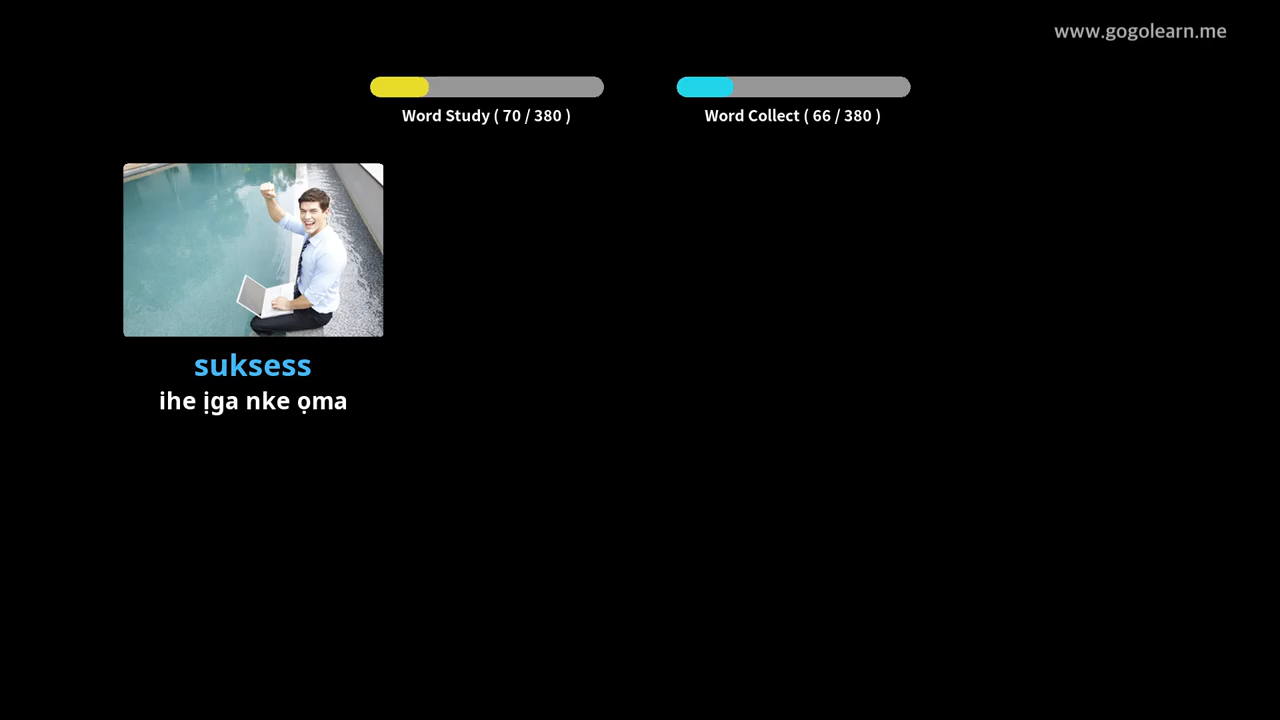 www.gogolearn.me
Word Study ( 70 / 380 )
Word Collect ( 66 / 380 )
suksess
ihe ịga nke ọma